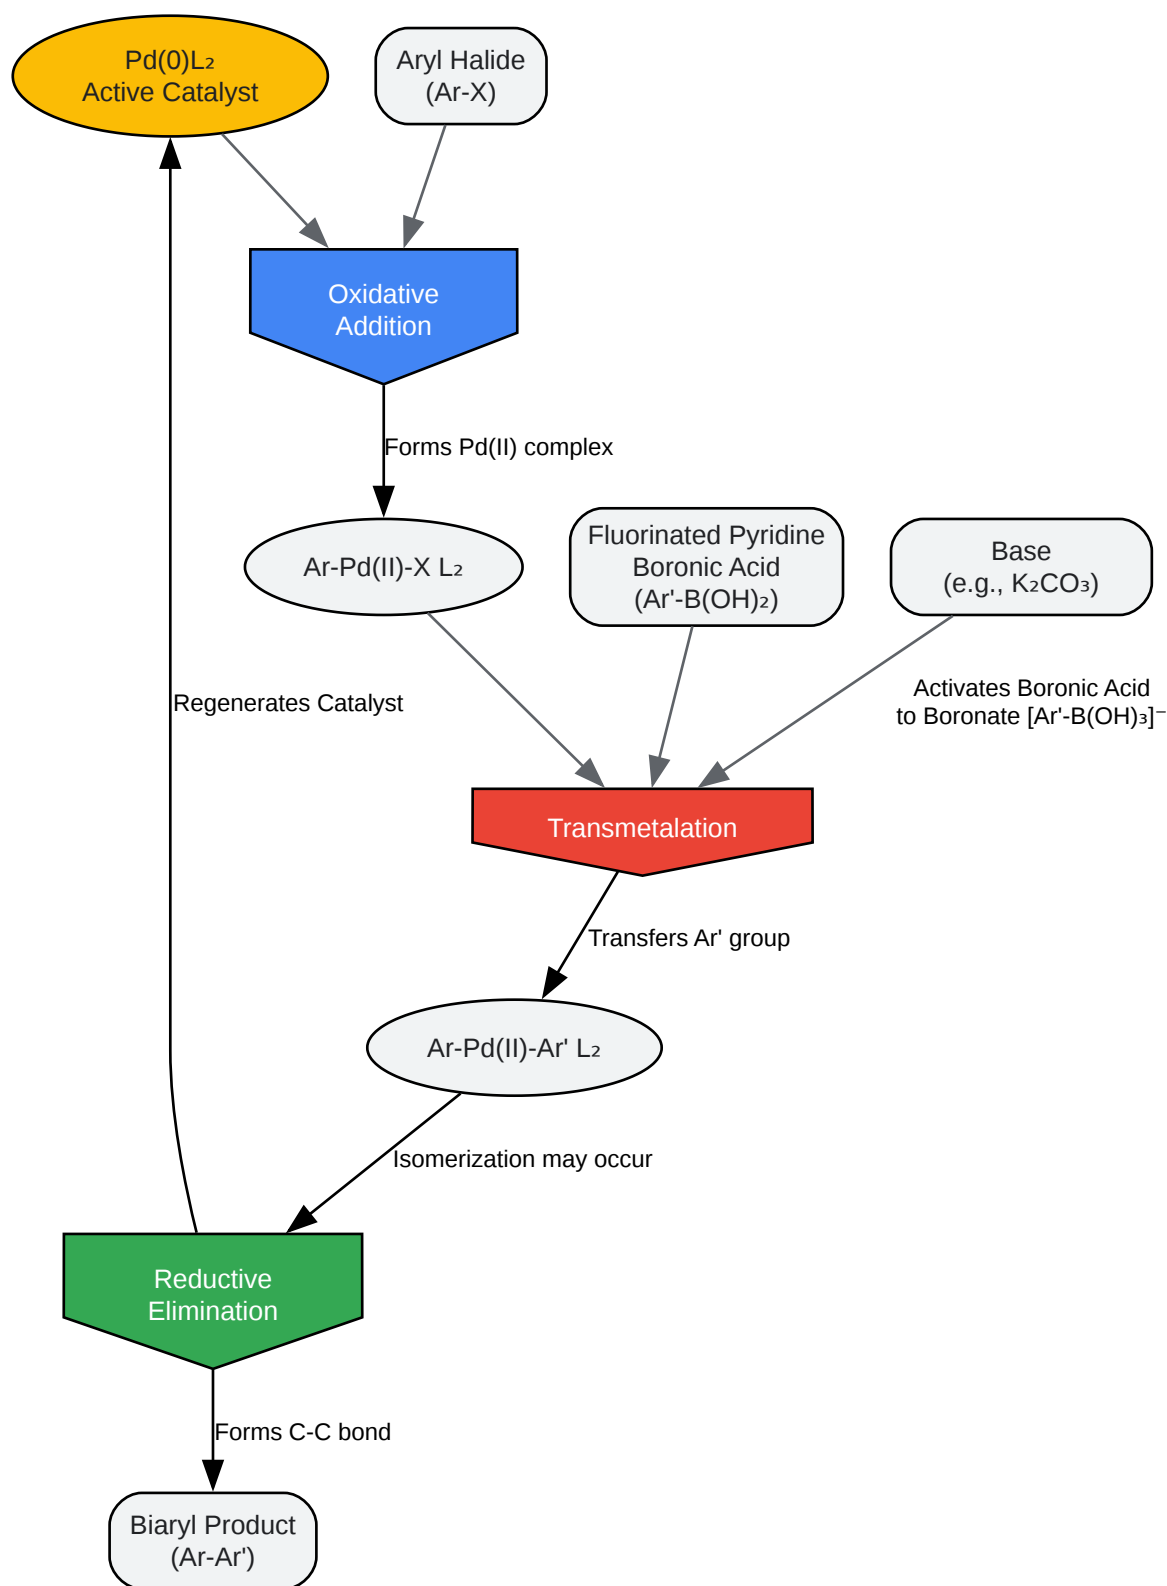 Pd(0)L₂
Active Catalyst
Aryl Halide
(Ar-X)
Oxidative
Addition
Forms Pd(II) complex
Ar-Pd(II)-X L₂
Fluorinated Pyridine
Boronic Acid
(Ar'-B(OH)₂)
Base
(e.g., K₂CO₃)
Regenerates Catalyst
Activates Boronic Acid
to Boronate [Ar'-B(OH)₃]⁻
Transmetalation
Transfers Ar' group
Ar-Pd(II)-Ar' L₂
Isomerization may occur
Reductive
Elimination
Forms C-C bond
Biaryl Product
(Ar-Ar')